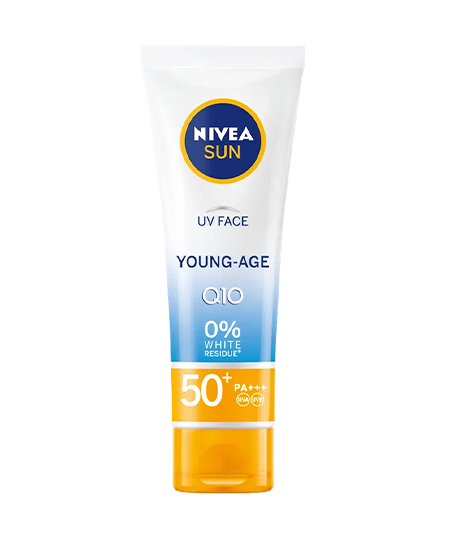 NIVEA
SUN
UV FACE
YOUNG-AGE
Q10
0%
WHITE
RESIDUE*
50+ PA+++
UVA UVB